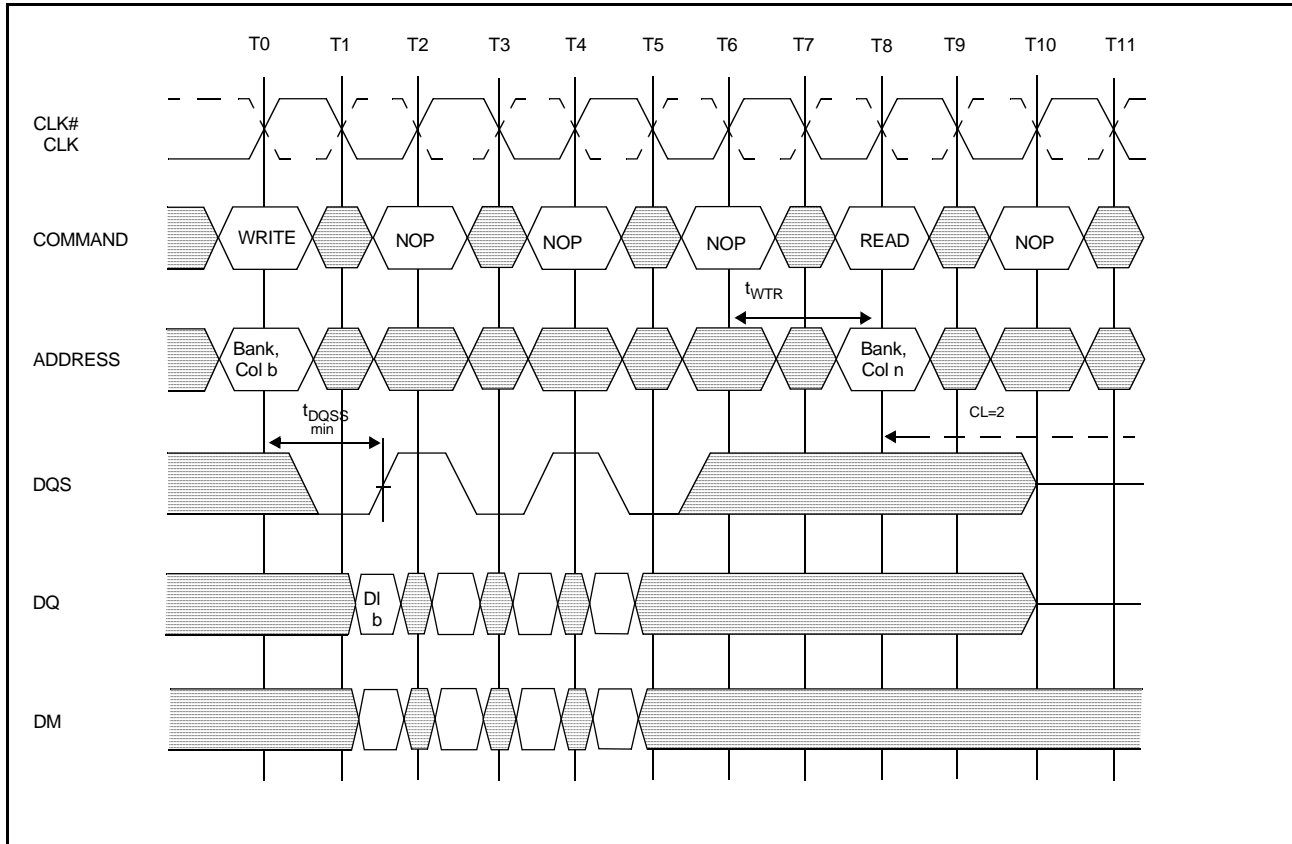 T0 T1 T2 T3 T4 T5 T6 T7 T8 T9 T10 T11
CLK#
CLK
COMMAND WRITE NOP NOP NOP READ NOP
tWTR
ADDRESS Bank, Col b Bank, Col n
tDQSS
min
CL=2
DQS
DQ DI
b
DM